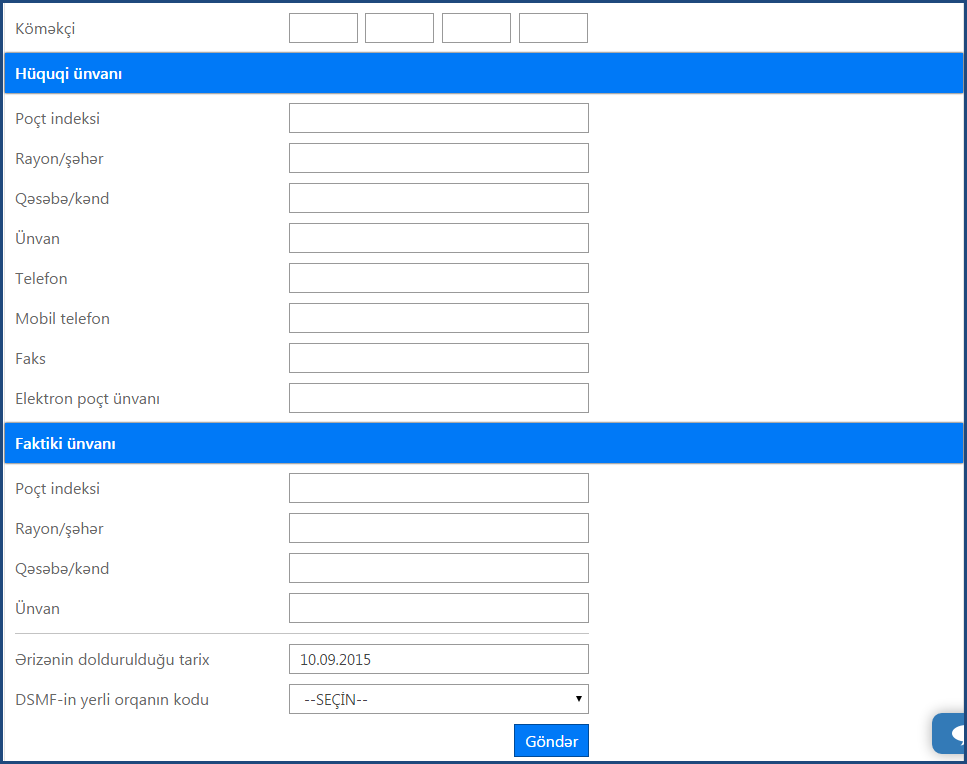 Köməkçi
Hüquqi ünvanı
Poçt indeksi
Rayon/şəhər
Qəsəbə/kənd
Ünvan
Telefon
Mobil telefon
Faks
Elektron poçt ünvanı
Faktiki ünvanı
Poçt indeksi
Rayon/şəhər
Qəsəbə/kənd
Ünvan
Ərizənin doldurulduğu tarix 10.09.2015
DSMF-in yerli orqanın kodu --SEÇİN--
Göndər